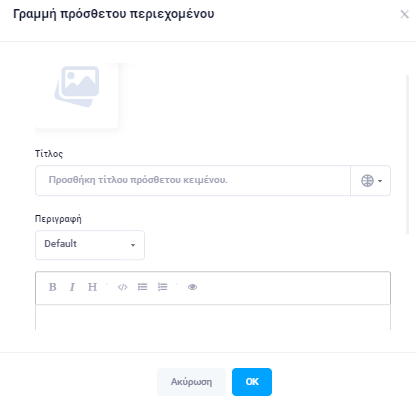 Γραμμή πρόσθετου περιεχομένου
Τίτλος
Προσθήκη τίτλου πρόσθετου κειμένου.
Περιγραφή
Default
B I H
Ακύρωση OK